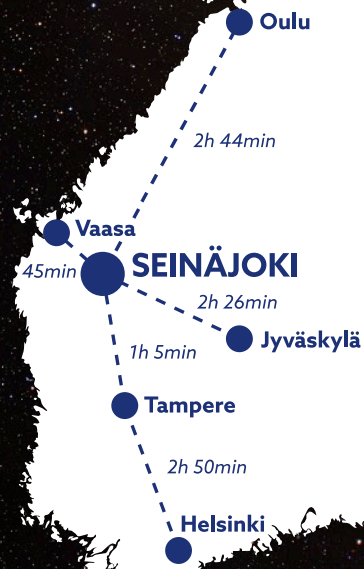 Oulu
2h 44min
Vaasa
45min
SEINÄJOKI
2h 26min
Jyväskylä
1h 5min
Tampere
2h 50min
Helsinki